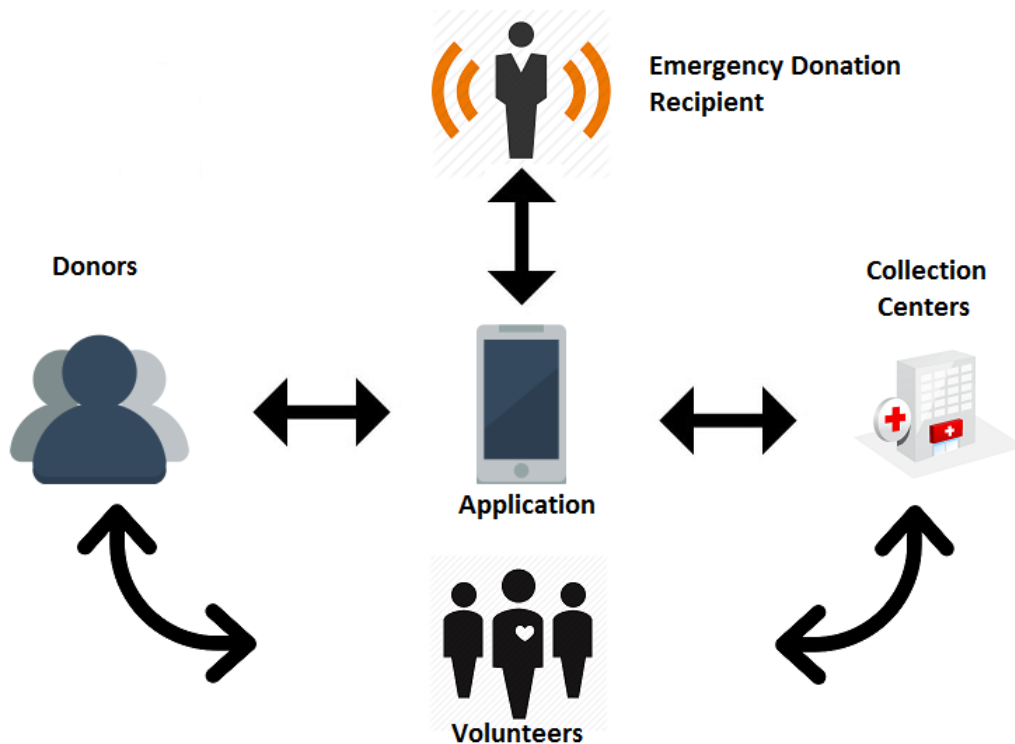 Emergency Donation
Recipient
Donors
Collection
Centers
Application
Volunteers